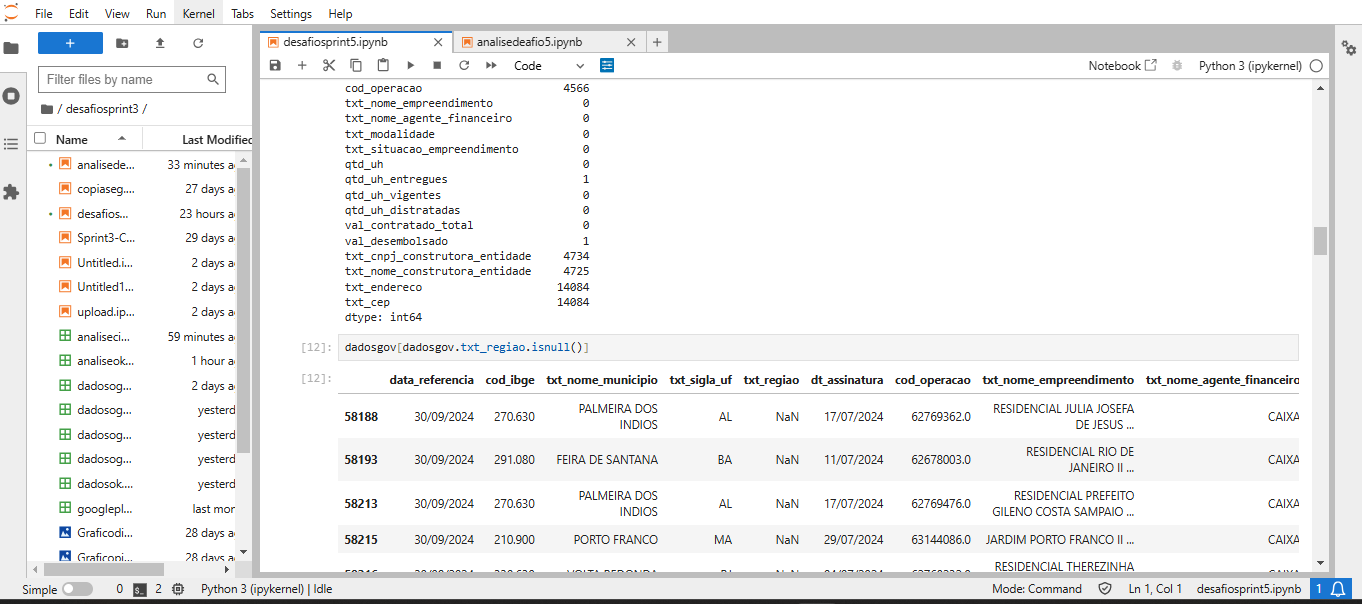 File Edit View Run Kernel Tabs Settings Help
desafiosprint5.ipynb analisedeafio5.ipynb
Filter files by name
Code
Notebook Python 3 (ipykernel)
/ desafiosprint3 /
Name Last Modified
analisede... 33 minutes a
copiaseg.... 27 days a
desafios... 23 hours a
Sprint3-C... 29 days a
Untitled.i... 2 days a
Untitled1... 2 days a
upload.ip... 2 days a
analiseci... 59 minutes a
analiseok... 1 hour a
dadosog... 2 days a
dadosog... yesterd
dadosog... yesterd
dadosog... yesterd
dadosok.... yesterd
googlepl... last mor
Graficodi... 28 days a
Graficopi... 28 days a
cod_operacao 4566
txt_nome_empreendimento 0
txt_nome_agente_financeiro 0
txt_modalidade 0
txt_situacao_empreendimento 0
qtd_uh 0
qtd_uh_entregues 1
qtd_uh_vigentes 0
qtd_uh_distratadas 0
val_contratado_total 0
val_desembolsado 1
txt_cnpj_construtora_entidade 4734
txt_nome_construtora_entidade 4725
txt_endereco 14084
txt_cep 14084
dtype: int64
[12]: dadosgov[dadosgov.txt_regiao.isnull()]
[12]:
data_referencia cod_ibge txt_nome_municipio txt_sigla_uf txt_regiao dt_assinatura cod_operacao txt_nome_empreendimento txt_nome_agente_financeiro
58188 30/09/2024 270.630 PALMEIRA DOS INDIOS AL NaN 17/07/2024 62769362.0 RESIDENCIAL JULIA JOSEFA DE JESUS ... CAIXA
58193 30/09/2024 291.080 FEIRA DE SANTANA BA NaN 11/07/2024 62678003.0 RESIDENCIAL RIO DE JANEIRO II ... CAIXA
58213 30/09/2024 270.630 PALMEIRA DOS INDIOS AL NaN 17/07/2024 62769476.0 RESIDENCIAL PREFEITO GILENO COSTA SAMPAIO ... CAIXA
58215 30/09/2024 210.900 PORTO FRANCO MA NaN 29/07/2024 63144086.0 JARDIM PORTO FRANCO II ... CAIXA
RESIDENCIAL THEREZINHA
Simple 0 2 Python 3 (ipykernel) | Idle Mode: Command Ln 1, Col 1 desafiosprint5.ipynb 1